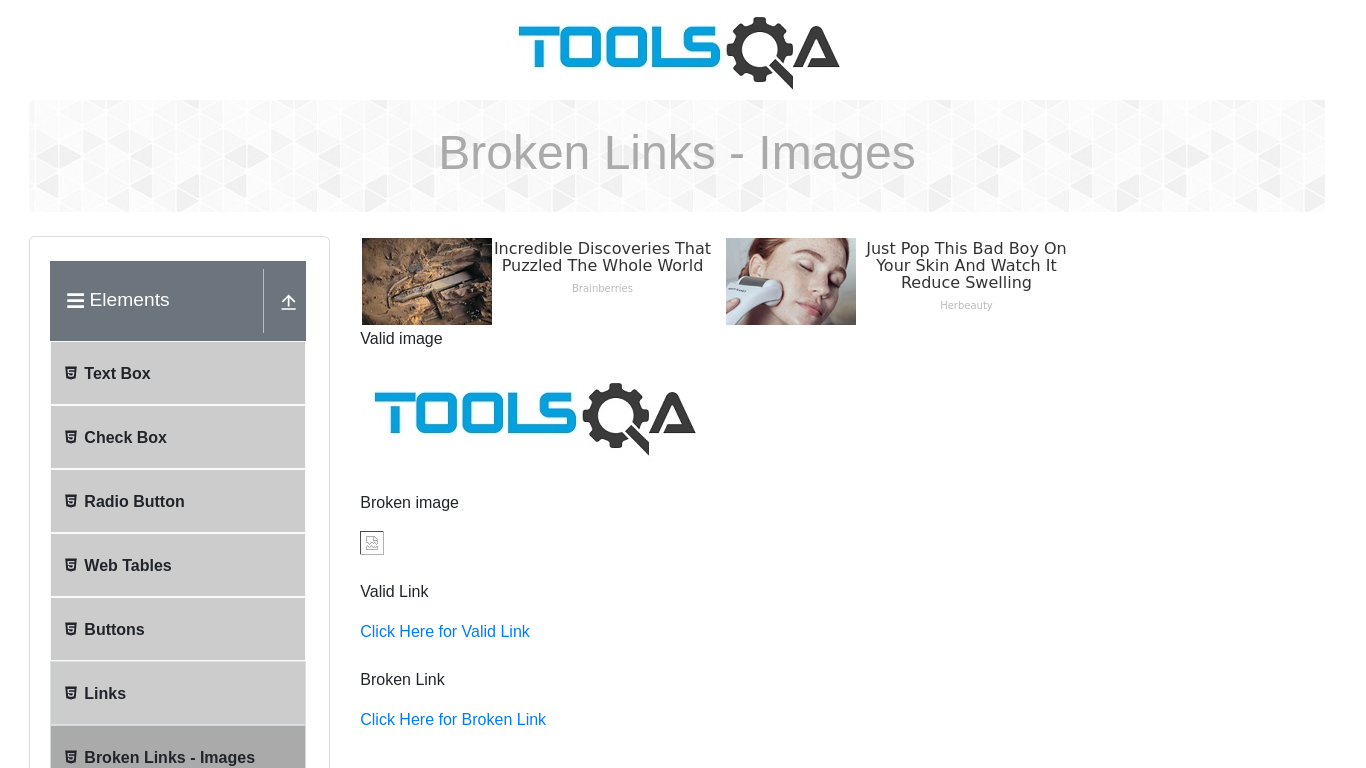 TOOLSQA
Broken Links - Images
Elements
Text Box
Check Box
Radio Button
Web Tables
Buttons
Links
Broken Links - Images
Incredible Discoveries That
Puzzled The Whole World
Brainberries
Just Pop This Bad Boy On
Your Skin And Watch It
Reduce Swelling
Herbeauty
Valid image
TOOLSQA
Broken image
Valid Link
Click Here for Valid Link
Broken Link
Click Here for Broken Link